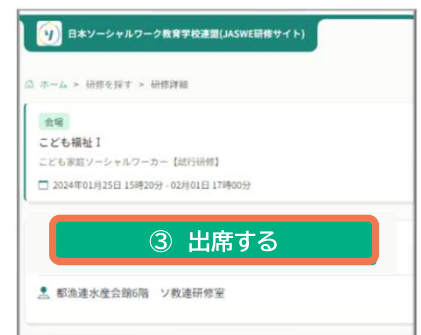 日本ソーシャルワーク教育学校連盟(JASWE研修サイト)
ホーム > 研修を探す > 研修詳細
会場
こども福祉 I
こども家庭ソーシャルワーカー【試行研修】
2024年01月25日 15時20分 - 02月01日 17時00分
③ 出席する
都漁連水産会館6階 ソ教連研修室